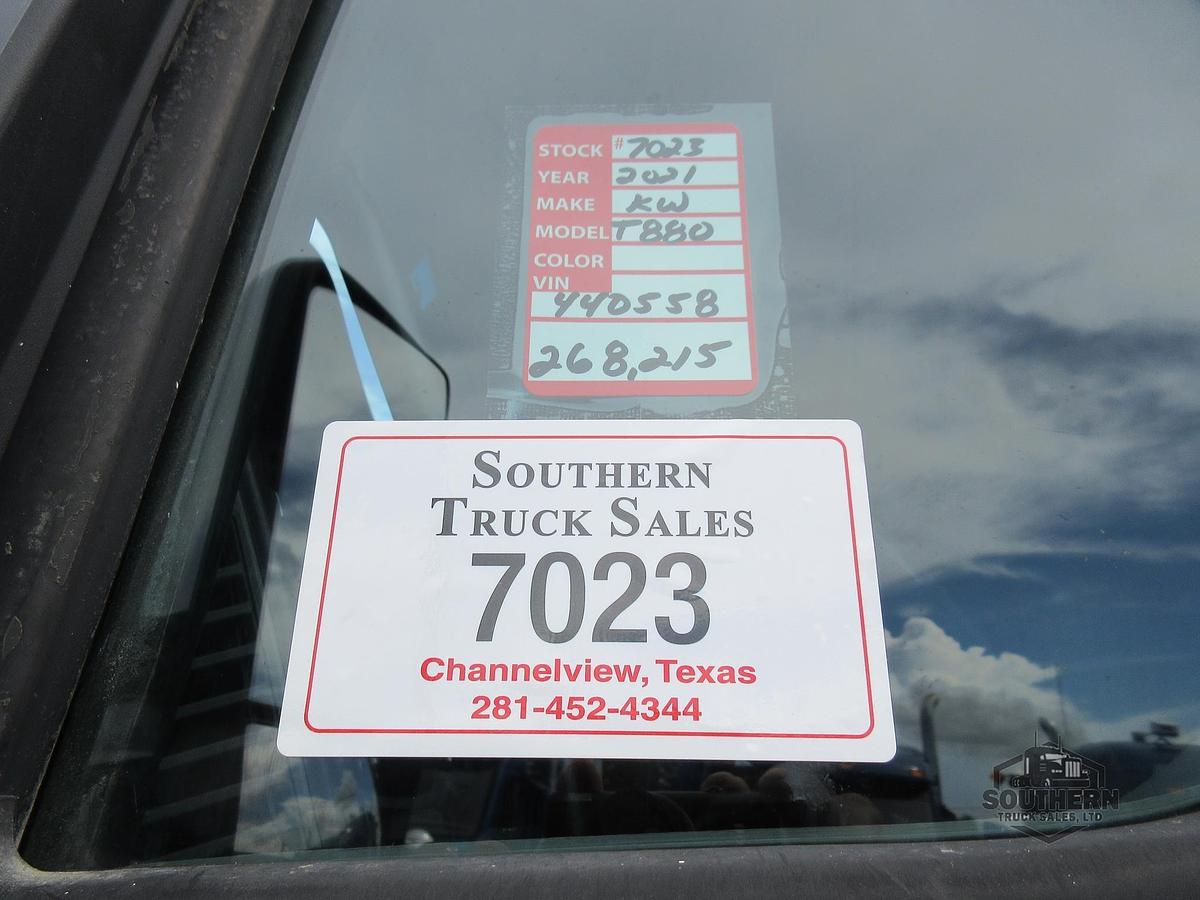 STOCK #7023
YEAR 2021
MAKE KW
MODEL T880
COLOR
VIN
440558
268,215
SOUTHERN
TRUCK SALES
7023
Channelview, Texas
281-452-4344
SOUTHERN
TRUCK SALES, LTD